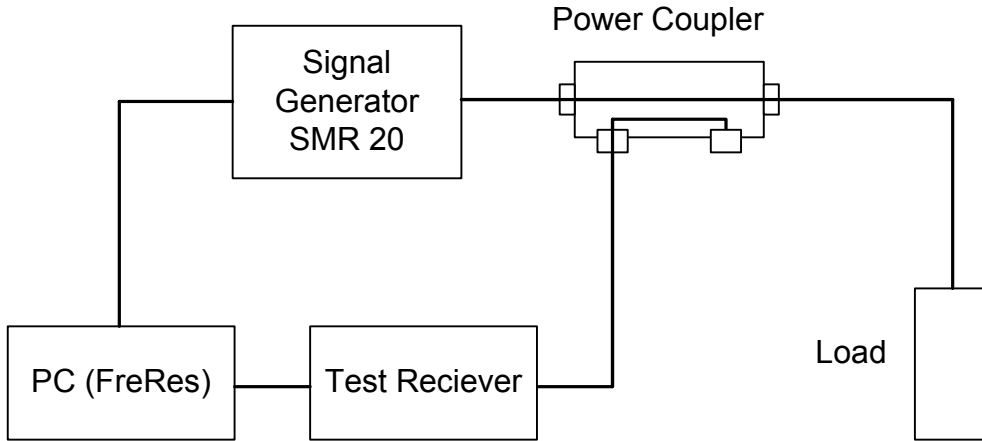 Power Coupler
Signal
Generator
SMR 20
PC (FreRes)
Test Reciever
Load